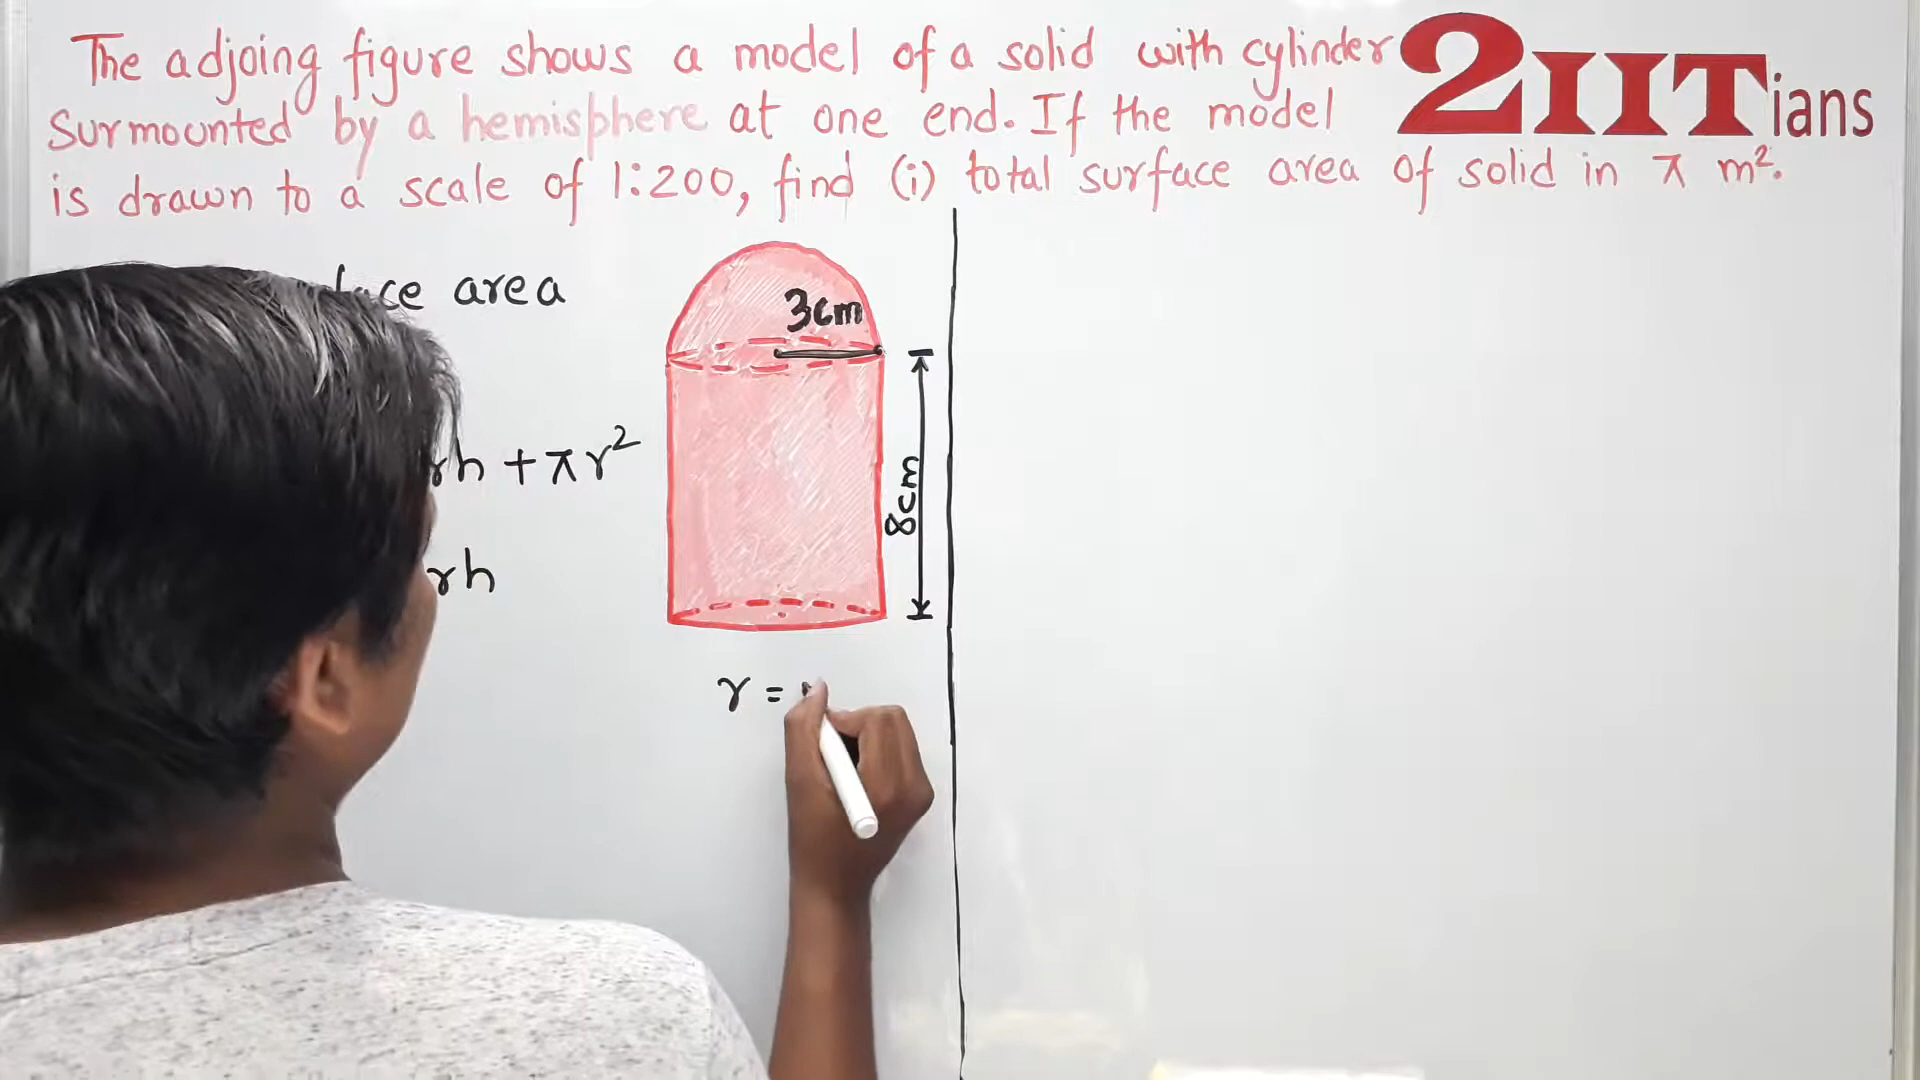 The adjoing figure shows a model of a solid with cylinder
surmounted by a hemisphere at one end. If the model
is drawn to a scale of 1:200, find (i) total surface area of solid in π m².
2IITians
area
3cm
rh + πr²
8cm
rh
r =